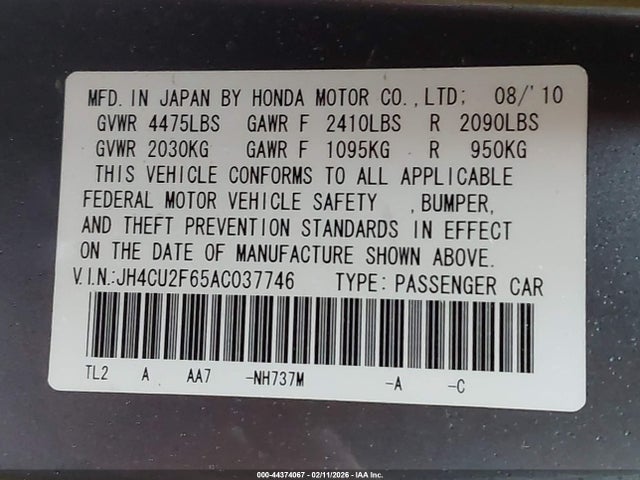 MFD. IN JAPAN BY HONDA MOTOR CO.,LTD; 08/'10
GVWR 4475LBS GAWR F 2410LBS R 2090LBS
GVWR 2030KG GAWR F 1095KG R 950KG
THIS VEHICLE CONFORMS TO ALL APPLICABLE
FEDERAL MOTOR VEHICLE SAFETY , BUMPER,
AND THEFT PREVENTION STANDARDS IN EFFECT
ON THE DATE OF MANUFACTURE SHOWN ABOVE.
V.I.N.:JH4CU2F65AC037746 TYPE: PASSENGER CAR
TL2 A AA7 -NH737M -A -C
000-44374067 - 02/11/2026 - IAA Inc.